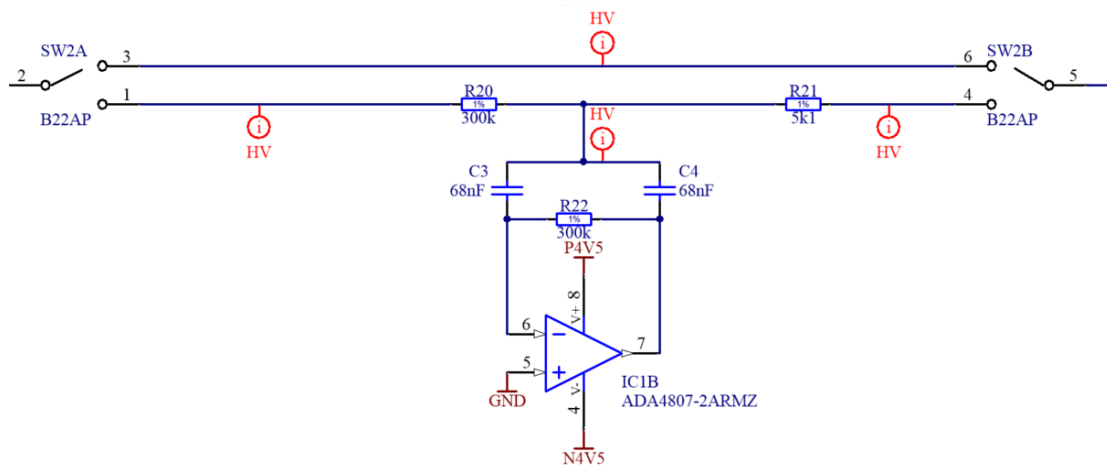 HV
i
SW2A
SW2B
2
3
6
5
1
R20
1%
300k
R21
1%
5k1
4
B22AP
B22AP
i
HV
HV
i
i
HV
C3
68nF
C4
68nF
R22
1%
300k
P4V5
8
V+
6
−
7
5
+
V-
GND
4
IC1B
ADA4807-2ARMZ
N4V5